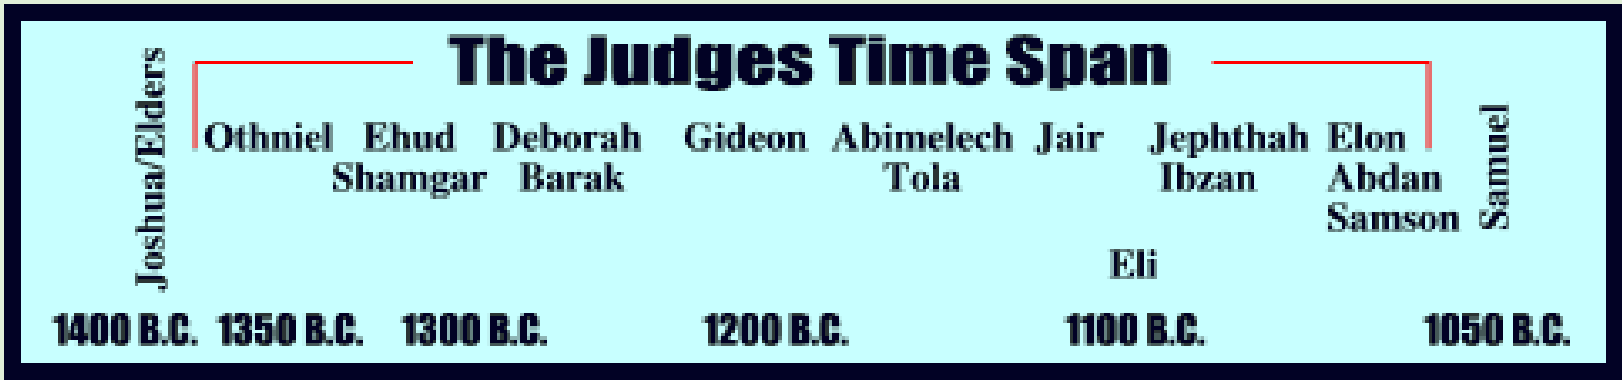 The Judges Time Span
Joshua/Elders
Othniel Ehud Deborah Gideon Abimelech Jair Jephthah Elon
Shamgar Barak Tola Ibzan Abdan
Samson
Samuel
Eli
1400 B.C. 1350 B.C. 1300 B.C. 1200 B.C. 1100 B.C. 1050 B.C.